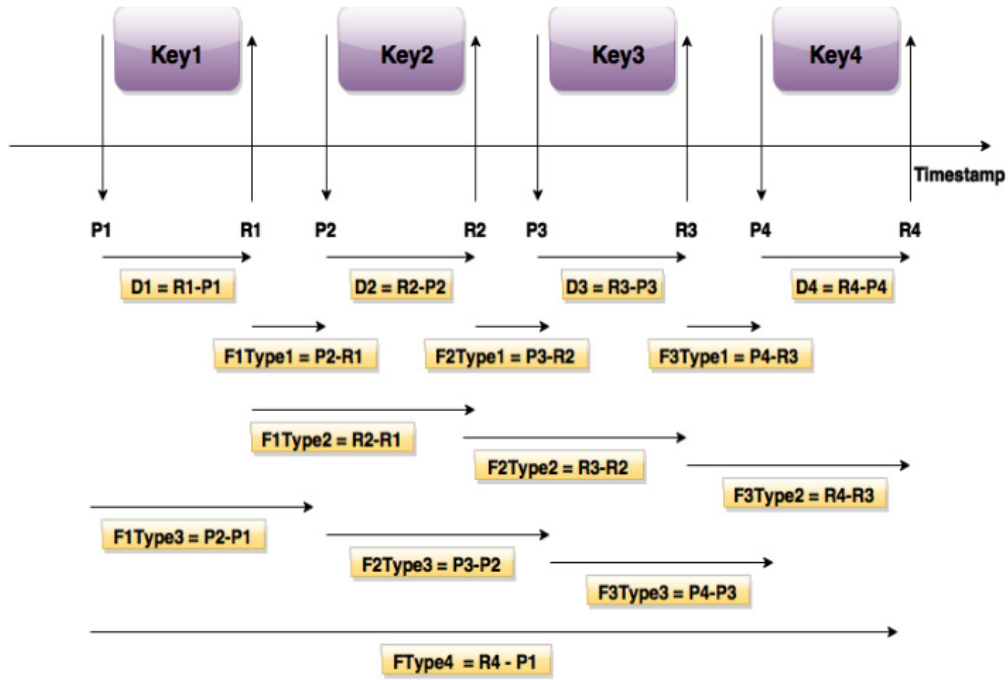 Key1
Key2
Key3
Key4
Timestamp
P1
R1
P2
R2
P3
R3
P4
R4
D1 = R1-P1
D2 = R2-P2
D3 = R3-P3
D4 = R4-P4
F1Type1 = P2-R1
F2Type1 = P3-R2
F3Type1 = P4-R3
F1Type2 = R2-R1
F2Type2 = R3-R2
F3Type2 = R4-R3
F1Type3 = P2-P1
F2Type3 = P3-P2
F3Type3 = P4-P3
FType4 = R4 - P1